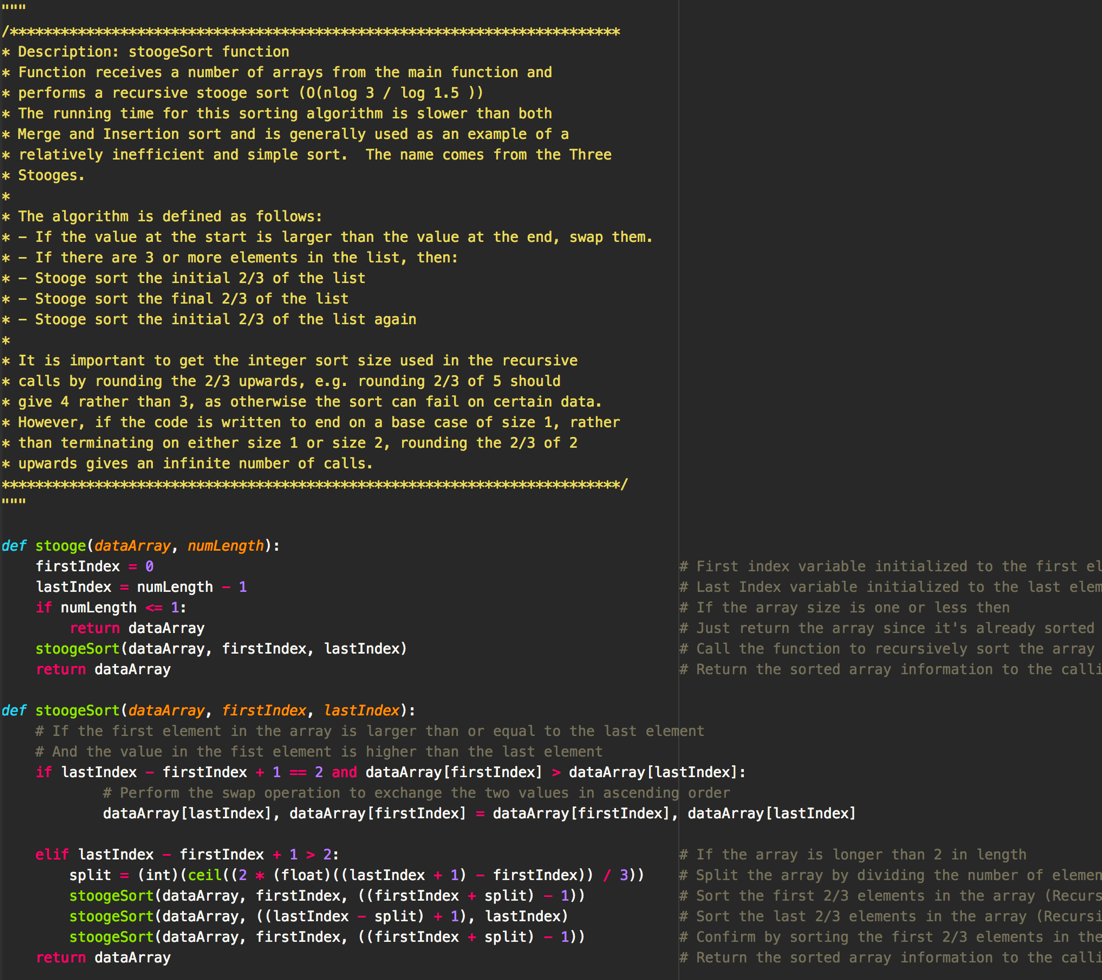 """
/************************************************************************
* Description: stoogeSort function
* Function receives a number of arrays from the main function and
* performs a recursive stooge sort (O(nlog 3 / log 1.5 ))
* The running time for this sorting algorithm is slower than both
* Merge and Insertion sort and is generally used as an example of a
* relatively inefficient and simple sort.  The name comes from the Three
* Stooges.
*
* The algorithm is defined as follows:
* – If the value at the start is larger than the value at the end, swap them.
* – If there are 3 or more elements in the list, then:
* – Stooge sort the initial 2/3 of the list
* – Stooge sort the final 2/3 of the list
* – Stooge sort the initial 2/3 of the list again
*
* It is important to get the integer sort size used in the recursive
* calls by rounding the 2/3 upwards, e.g. rounding 2/3 of 5 should
* give 4 rather than 3, as otherwise the sort can fail on certain data.
* However, if the code is written to end on a base case of size 1, rather
* than terminating on either size 1 or size 2, rounding the 2/3 of 2
* upwards gives an infinite number of calls.
*************************************************************************/
"""
def stooge(dataArray, numLength):
    firstIndex = 0 # First index variable initialized to the first el
    lastIndex = numLength - 1 # Last Index variable initialized to the last elem
    if numLength <= 1: # If the array size is one or less then
        return dataArray # Just return the array since it's already sorted
    stoogeSort(dataArray, firstIndex, lastIndex) # Call the function to recursively sort the array
    return dataArray # Return the sorted array information to the calli
def stoogeSort(dataArray, firstIndex, lastIndex):
    # If the first element in the array is larger than or equal to the last element
    # And the value in the fist element is higher than the last element
    if lastIndex - firstIndex + 1 == 2 and dataArray[firstIndex] > dataArray[lastIndex]:
            # Perform the swap operation to exchange the two values in ascending order
            dataArray[lastIndex], dataArray[firstIndex] = dataArray[firstIndex], dataArray[lastIndex]
    elif lastIndex - firstIndex + 1 > 2: # If the array is longer than 2 in length
        split = (int)(ceil((2 * (float)((lastIndex + 1) - firstIndex)) / 3)) # Split the array by dividing the number of elemen
        stoogeSort(dataArray, firstIndex, ((firstIndex + split) - 1)) # Sort the first 2/3 elements in the array (Recurs
        stoogeSort(dataArray, ((lastIndex - split) + 1), lastIndex) # Sort the last 2/3 elements in the array (Recursi
        stoogeSort(dataArray, firstIndex, ((firstIndex + split) - 1)) # Confirm by sorting the first 2/3 elements in the
    return dataArray # Return the sorted array information to the calli